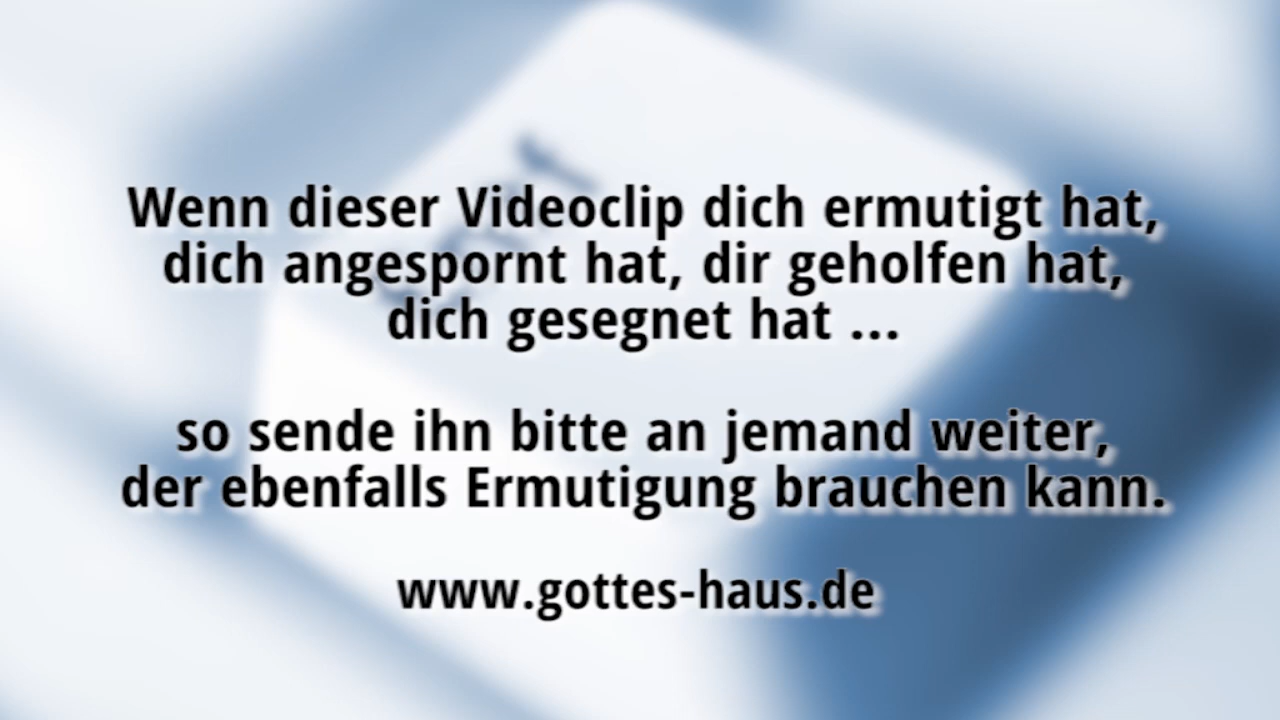 Wenn dieser Videoclip dich ermutigt hat,
dich angespornt hat, dir geholfen hat,
dich gesegnet hat ...
so sende ihn bitte an jemand weiter,
der ebenfalls Ermutigung brauchen kann.
www.gottes-haus.de